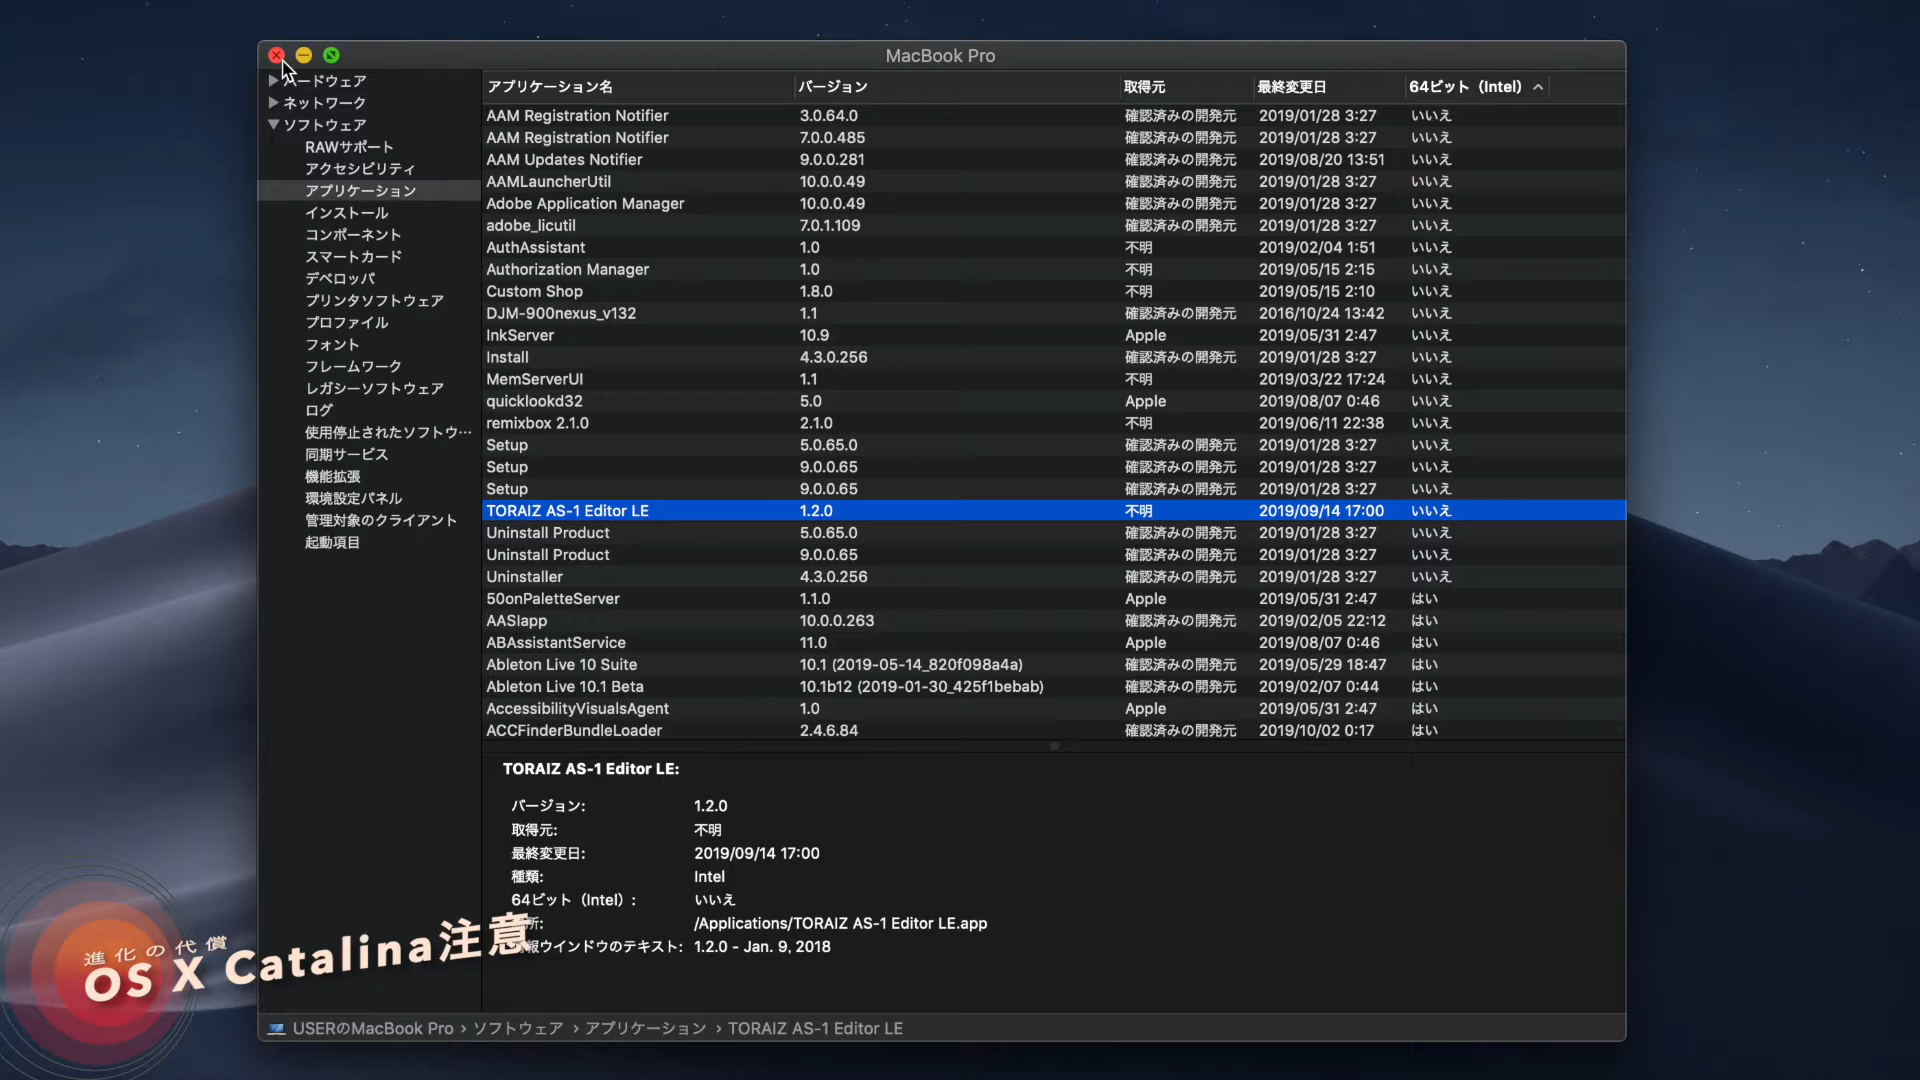 MacBook Pro
ハードウェア
ネットワーク
ソフトウェア
RAWサポート
アクセシビリティ
アプリケーション
インストール
コンポーネント
スマートカード
デベロッパ
プリンタソフトウェア
プロファイル
フォント
フレームワーク
レガシーソフトウェア
ログ
使用停止されたソフトウ…
同期サービス
機能拡張
環境設定パネル
管理対象のクライアント
起動項目
アプリケーション名 バージョン 取得元 最終変更日 64ビット（Intel）
AAM Registration Notifier 3.0.64.0 確認済みの開発元 2019/01/28 3:27 いいえ
AAM Registration Notifier 7.0.0.485 確認済みの開発元 2019/01/28 3:27 いいえ
AAM Updates Notifier 9.0.0.281 確認済みの開発元 2019/08/20 13:51 いいえ
AAMLauncherUtil 10.0.0.49 確認済みの開発元 2019/01/28 3:27 いいえ
Adobe Application Manager 10.0.0.49 確認済みの開発元 2019/01/28 3:27 いいえ
adobe_licutil 7.0.1.109 確認済みの開発元 2019/01/28 3:27 いいえ
AuthAssistant 1.0 不明 2019/02/04 1:51 いいえ
Authorization Manager 1.0 不明 2019/05/15 2:15 いいえ
Custom Shop 1.8.0 不明 2019/05/15 2:10 いいえ
DJM-900nexus_v132 1.1 確認済みの開発元 2016/10/24 13:42 いいえ
InkServer 10.9 Apple 2019/05/31 2:47 いいえ
Install 4.3.0.256 確認済みの開発元 2019/01/28 3:27 いいえ
MemServerUI 1.1 不明 2019/03/22 17:24 いいえ
quicklookd32 5.0 Apple 2019/08/07 0:46 いいえ
remixbox 2.1.0 2.1.0 不明 2019/06/11 22:38 いいえ
Setup 5.0.65.0 確認済みの開発元 2019/01/28 3:27 いいえ
Setup 9.0.0.65 確認済みの開発元 2019/01/28 3:27 いいえ
Setup 9.0.0.65 確認済みの開発元 2019/01/28 3:27 いいえ
TORAIZ AS-1 Editor LE 1.2.0 不明 2019/09/14 17:00 いいえ
Uninstall Product 5.0.65.0 確認済みの開発元 2019/01/28 3:27 いいえ
Uninstall Product 9.0.0.65 確認済みの開発元 2019/01/28 3:27 いいえ
Uninstaller 4.3.0.256 確認済みの開発元 2019/01/28 3:27 いいえ
50onPaletteServer 1.1.0 Apple 2019/05/31 2:47 はい
AASIapp 10.0.0.263 確認済みの開発元 2019/02/05 22:12 はい
ABAssistantService 11.0 Apple 2019/08/07 0:46 はい
Ableton Live 10 Suite 10.1 (2019-05-14_820f098a4a) 確認済みの開発元 2019/05/29 18:47 はい
Ableton Live 10.1 Beta 10.1b12 (2019-01-30_425f1bebab) 確認済みの開発元 2019/02/07 0:44 はい
AccessibilityVisualsAgent 1.0 Apple 2019/05/31 2:47 はい
ACCFinderBundleLoader 2.4.6.84 確認済みの開発元 2019/10/02 0:17 はい
TORAIZ AS-1 Editor LE:
バージョン: 1.2.0
取得元: 不明
最終変更日: 2019/09/14 17:00
種類: Intel
64ビット（Intel）: いいえ
所: /Applications/TORAIZ AS-1 Editor LE.app
報ウインドウのテキスト: 1.2.0 - Jan. 9, 2018
進化の代償
OS X Catalina注意
USERのMacBook Pro › ソフトウェア › アプリケーション › TORAIZ AS-1 Editor LE